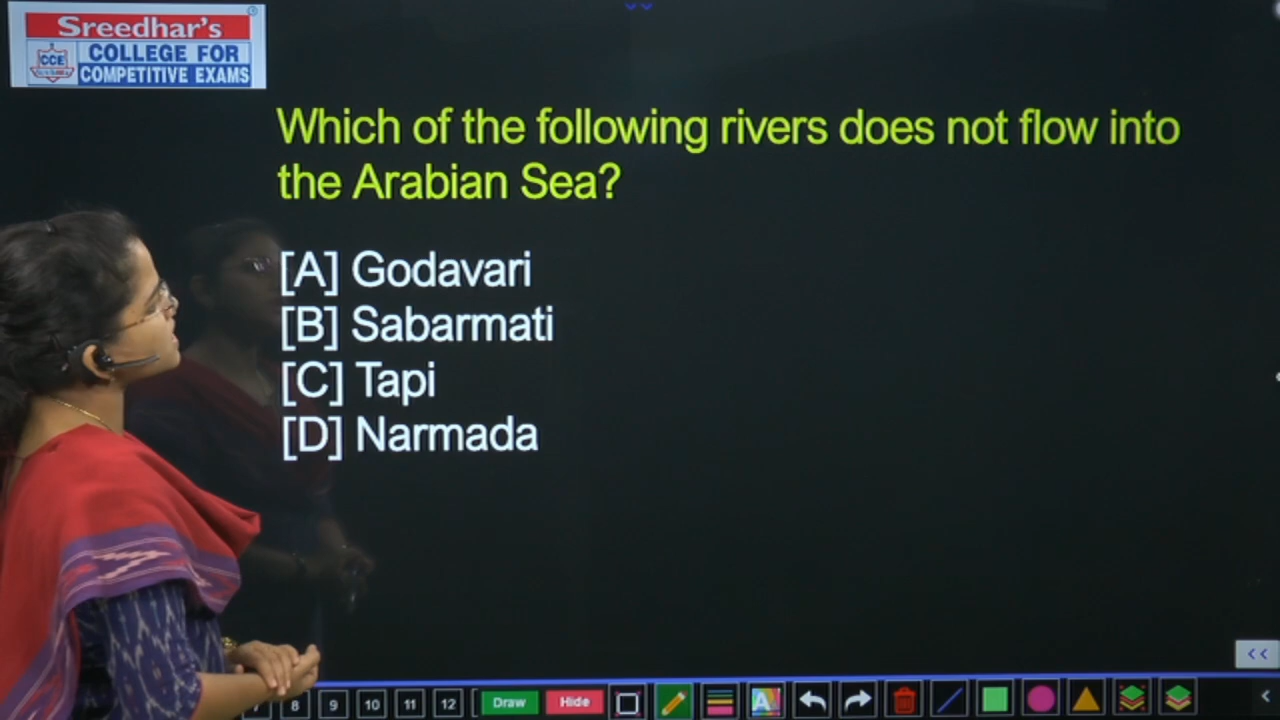 Sreedhar's
CCE
COLLEGE FOR
COMPETITIVE EXAMS
Which of the following rivers does not flow into
the Arabian Sea?
[A] Godavari
[B] Sabarmati
[C] Tapi
[D] Narmada
7 8 9 10 11 12 Draw Hide A